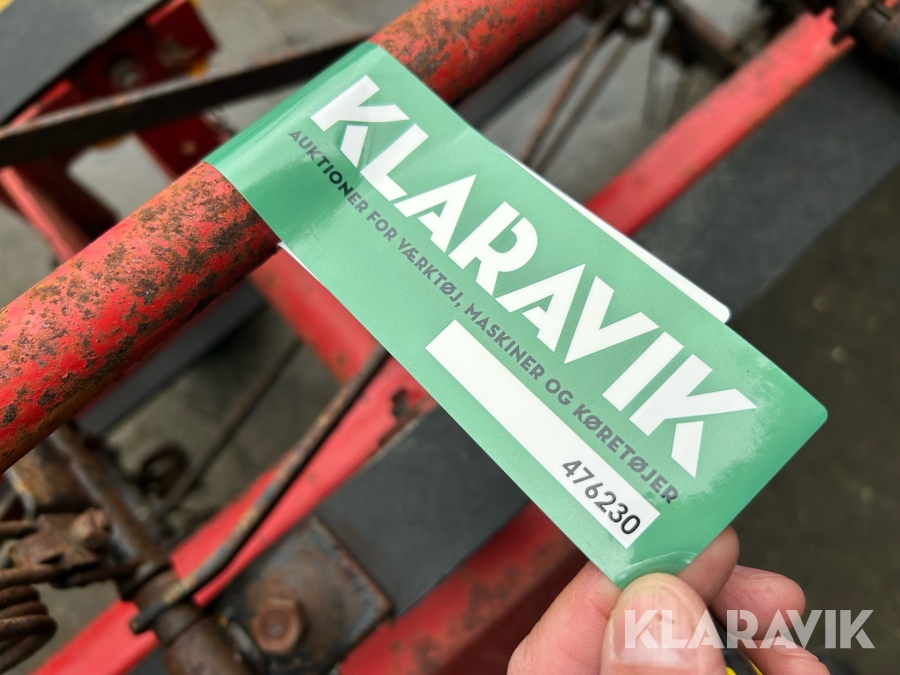 KLARAVIK
AUKTIONER FOR VÆRKTØJ, MASKINER OG KØRETØJER
476230
KLARAVIK